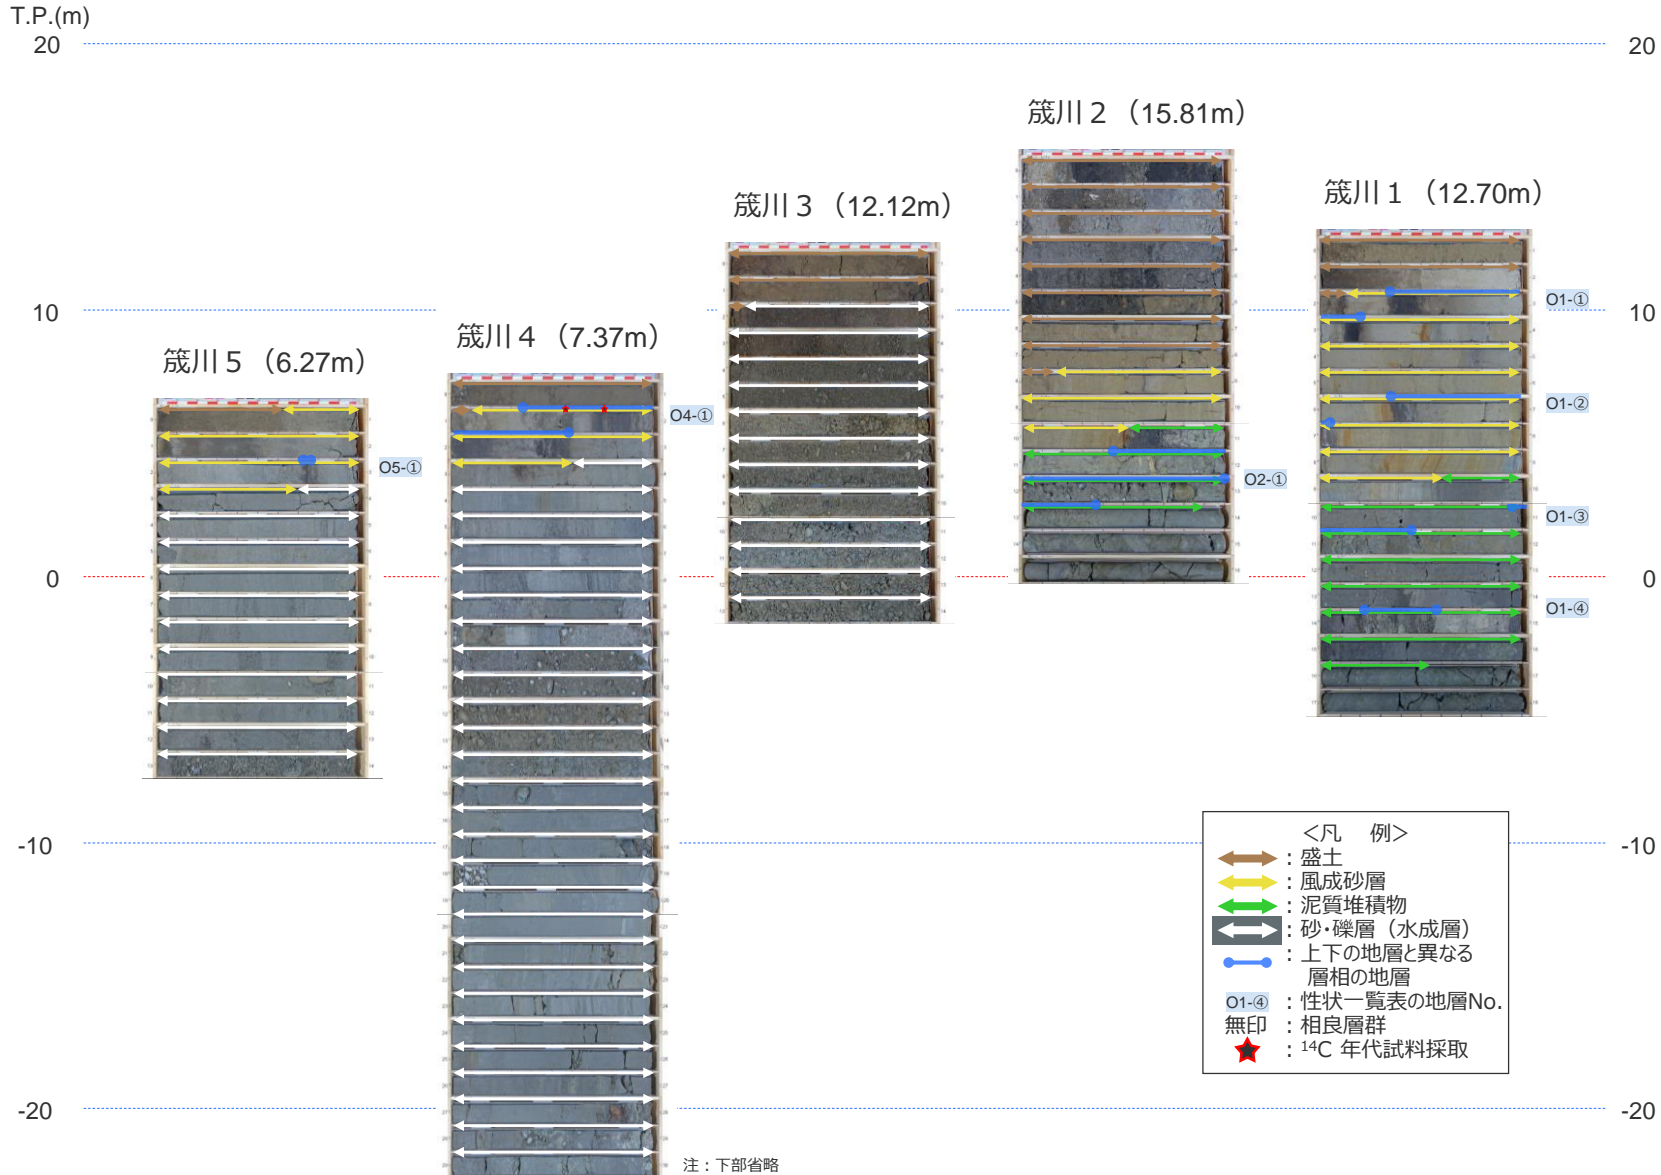 T.P.(m)
20
20
筬川２（15.81m）
筬川１（12.70m）
筬川３（12.12m）
O1-①
10
10
筬川４（7.37m）
筬川５（6.27m）
O1-②
O4-①
O5-①
O2-①
O1-③
0
0
O1-④
-10
-10
＜凡　例＞
：盛土
：風成砂層
：泥質堆積物
：砂・礫層（水成層）
：上下の地層と異なる
層相の地層
O1-④：性状一覧表の地層No.
無印：相良層群
：¹⁴C 年代試料採取
-20
-20
注：下部省略